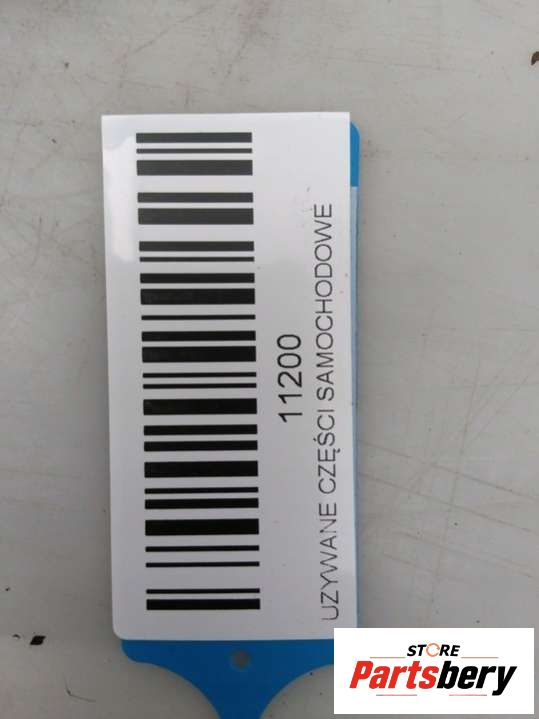 11200
UZYWANE CZĘŚCI SAMOCHODOWE
STORE
Partsbery